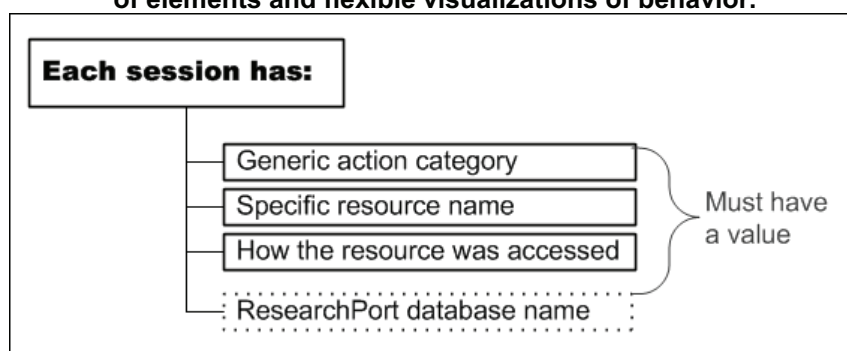 of elements and flexible visualizations of behavior.
Each session has:
Generic action category
Specific resource name
How the resource was accessed
ResearchPort database name
Must have
a value